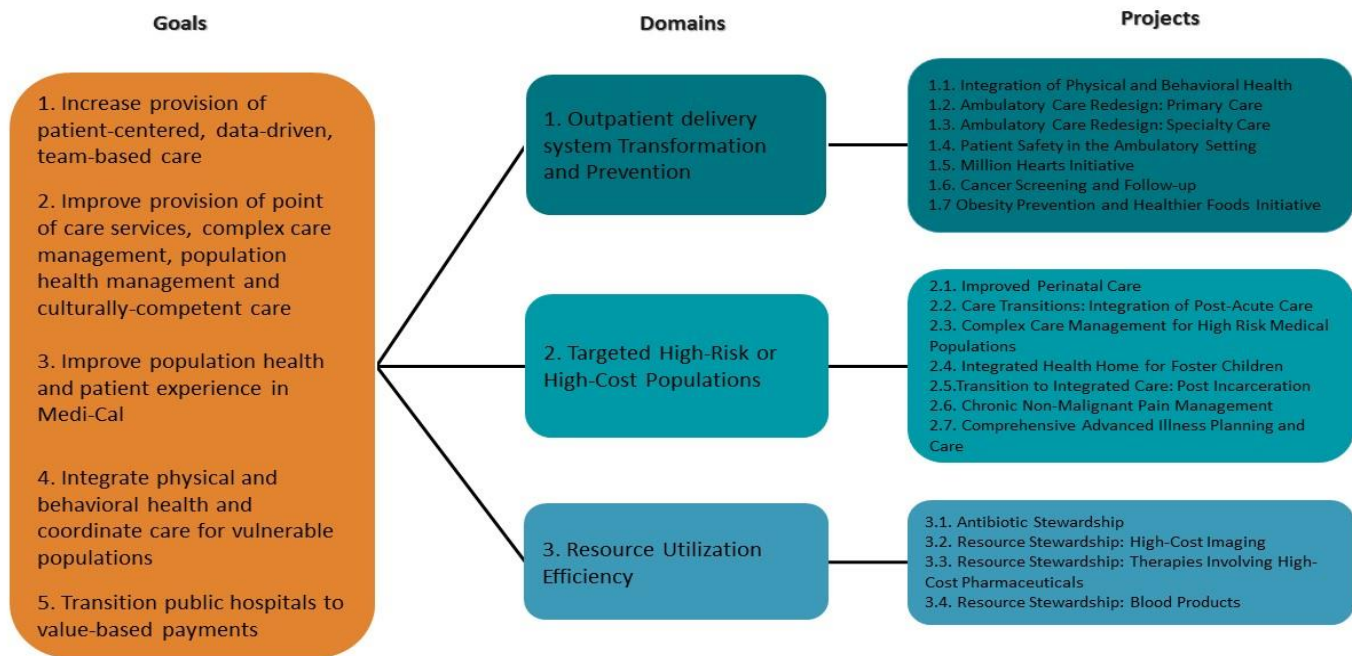 Goals
1. Increase provision of
patient-centered, data-driven,
team-based care
2. Improve provision of point
of care services, complex care
management, population
health management and
culturally-competent care
3. Improve population health
and patient experience in
Medi-Cal
4. Integrate physical and
behavioral health and
coordinate care for vulnerable
populations
5. Transition public hospitals to
value-based payments
Domains
1. Outpatient delivery
system Transformation
and Prevention
2. Targeted High-Risk or
High-Cost Populations
3. Resource Utilization
Efficiency
Projects
1.1. Integration of Physical and Behavioral Health
1.2. Ambulatory Care Redesign: Primary Care
1.3. Ambulatory Care Redesign: Specialty Care
1.4. Patient Safety in the Ambulatory Setting
1.5. Million Hearts Initiative
1.6. Cancer Screening and Follow-up
1.7 Obesity Prevention and Healthier Foods Initiative
2.1. Improved Perinatal Care
2.2. Care Transitions: Integration of Post-Acute Care
2.3. Complex Care Management for High Risk Medical
Populations
2.4. Integrated Health Home for Foster Children
2.5.Transition to Integrated Care: Post Incarceration
2.6. Chronic Non-Malignant Pain Management
2.7. Comprehensive Advanced Illness Planning and
Care
3.1. Antibiotic Stewardship
3.2. Resource Stewardship: High-Cost Imaging
3.3. Resource Stewardship: Therapies Involving High-
Cost Pharmaceuticals
3.4. Resource Stewardship: Blood Products